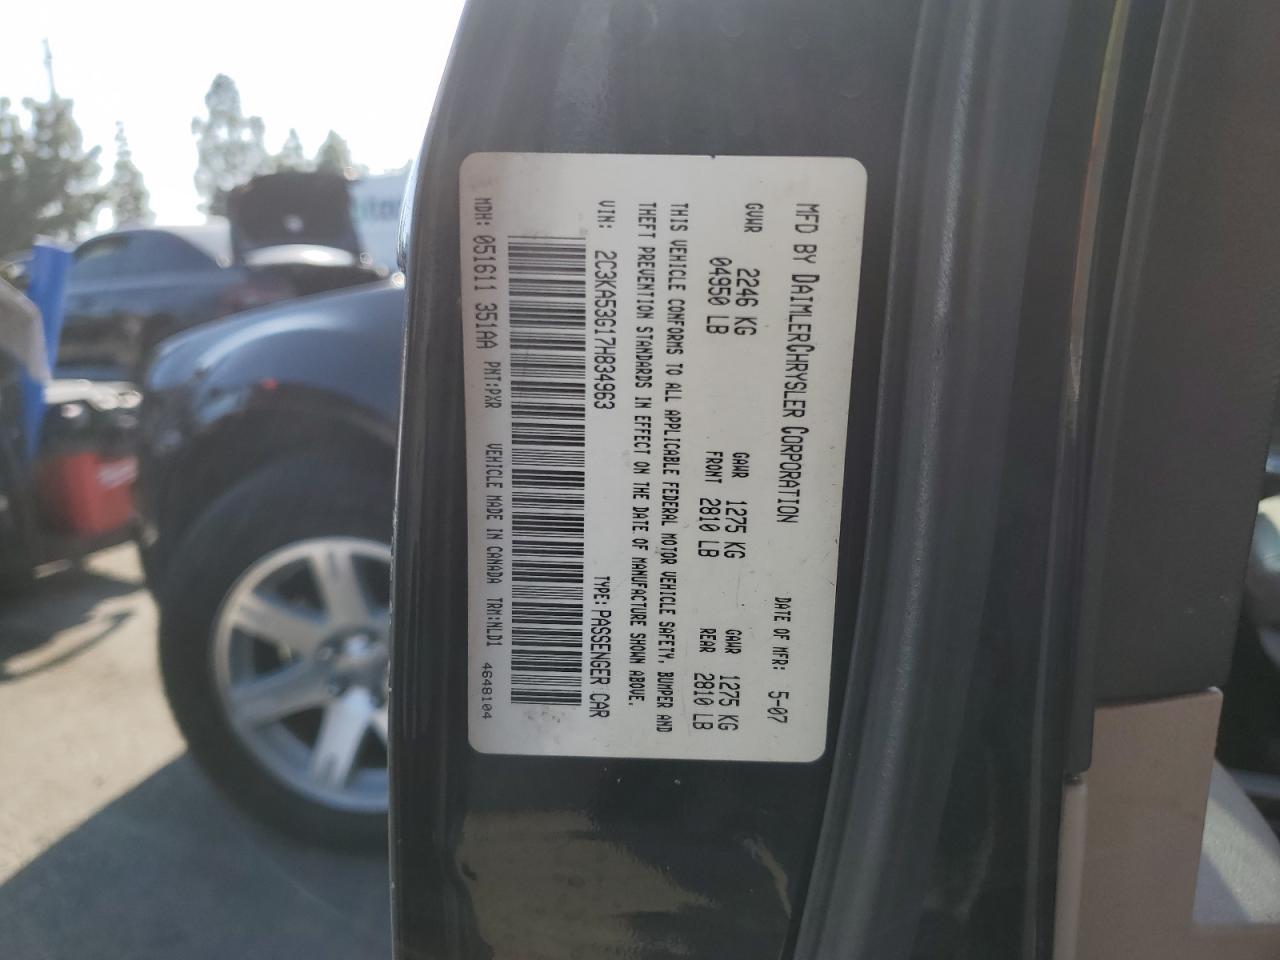 MFD BY DAIMLERCHRYSLER CORPORATION DATE OF MFR: 5-07
GVWR 2246 KG GAWR 1275 KG GAWR 1275 KG
04950 LB FRONT 2810 LB REAR 2810 LB
THIS VEHICLE CONFORMS TO ALL APPLICABLE FEDERAL MOTOR VEHICLE SAFETY, BUMPER AND
THEFT PREVENTION STANDARDS IN EFFECT ON THE DATE OF MANUFACTURE SHOWN ABOVE.
VIN: 2C3KA53G17H834963 TYPE: PASSENGER CAR
MDH: 051611 351AA PNT:PXR VEHICLE MADE IN CANADA TRM:NLD1 4648104